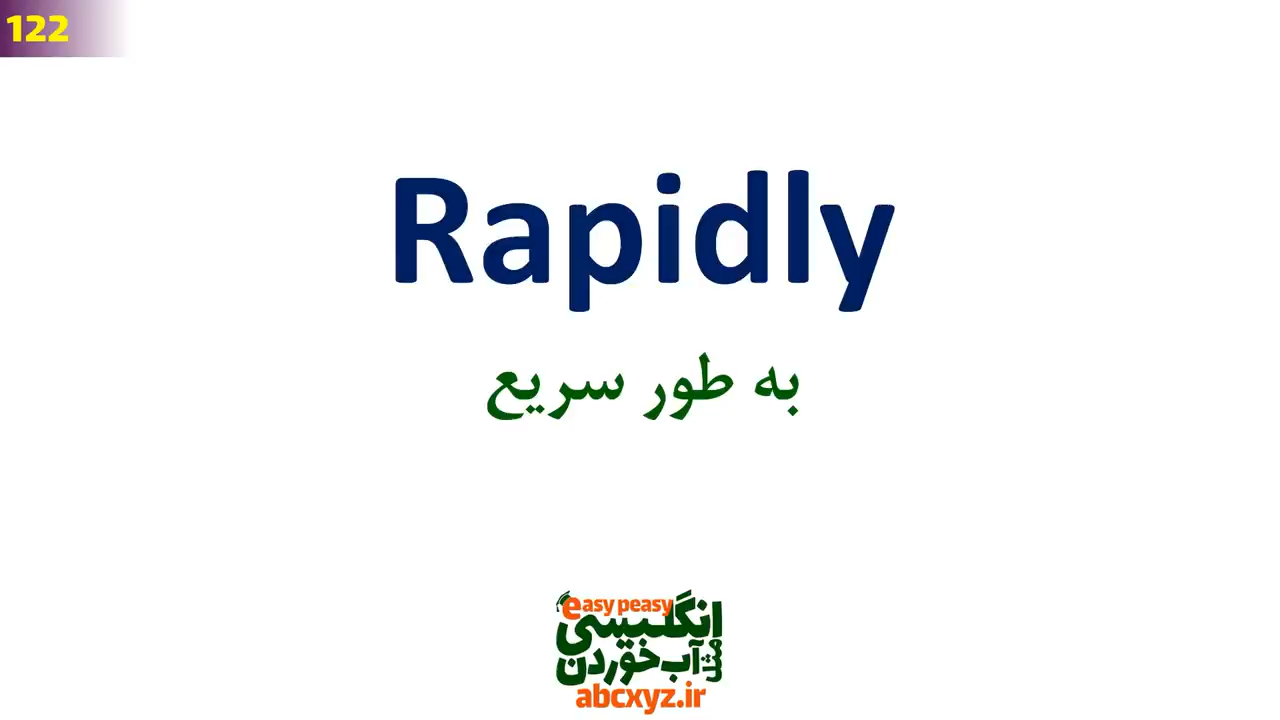 122
Rapidly
به طور سریع
easy peasy
انگلیسی
مثل آب خوردن
abcxyz.ir